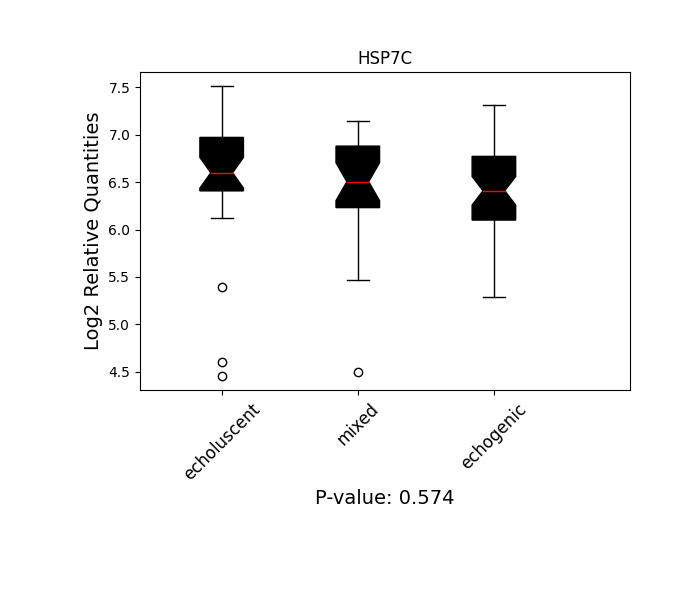 HSP7C
Log2 Relative Quantities
7.5
7.0
6.5
6.0
5.5
5.0
4.5
echoluscent
mixed
echogenic
P-value: 0.574